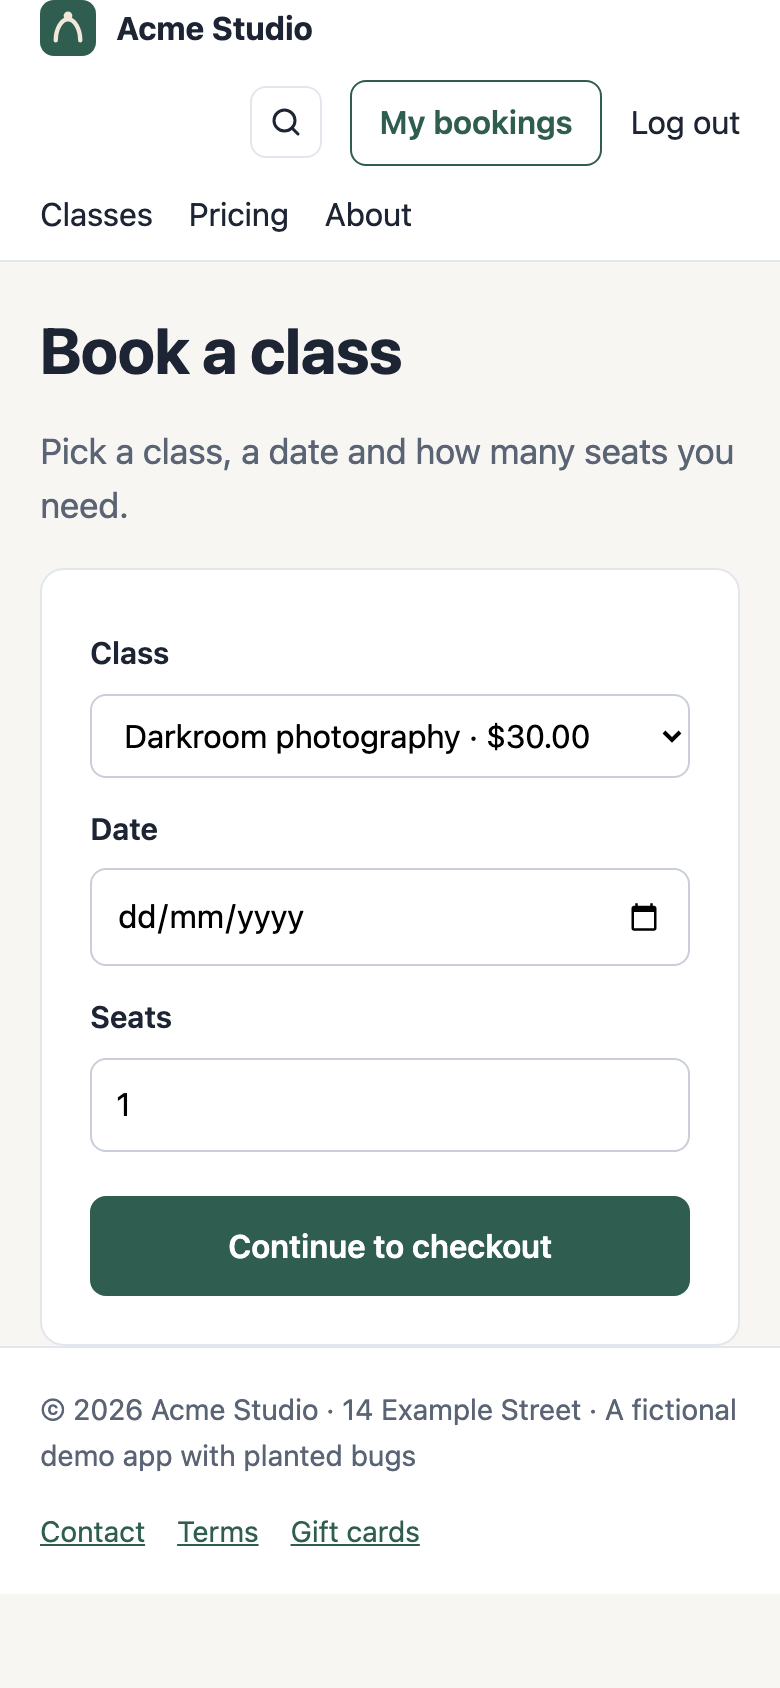 Acme Studio
My bookings
Log out
Classes
Pricing
About
Book a class
Pick a class, a date and how many seats you
need.
Class
Darkroom photography · $30.00
Date
dd/mm/yyyy
Seats
1
Continue to checkout
© 2026 Acme Studio · 14 Example Street · A fictional
demo app with planted bugs
Contact
Terms
Gift cards